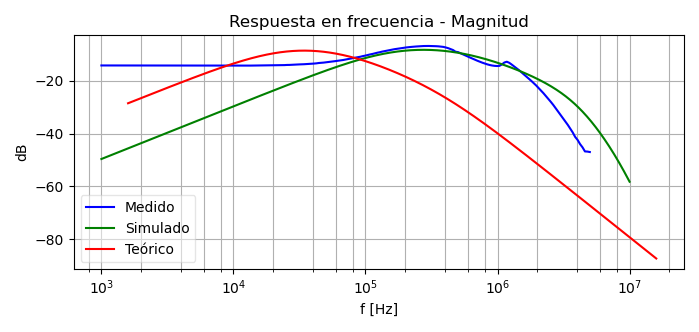 Respuesta en frecuencia - Magnitud
dB
−20
−40
−60
−80
Medido
Simulado
Teórico
10³
10⁴
10⁵
10⁶
10⁷
f [Hz]